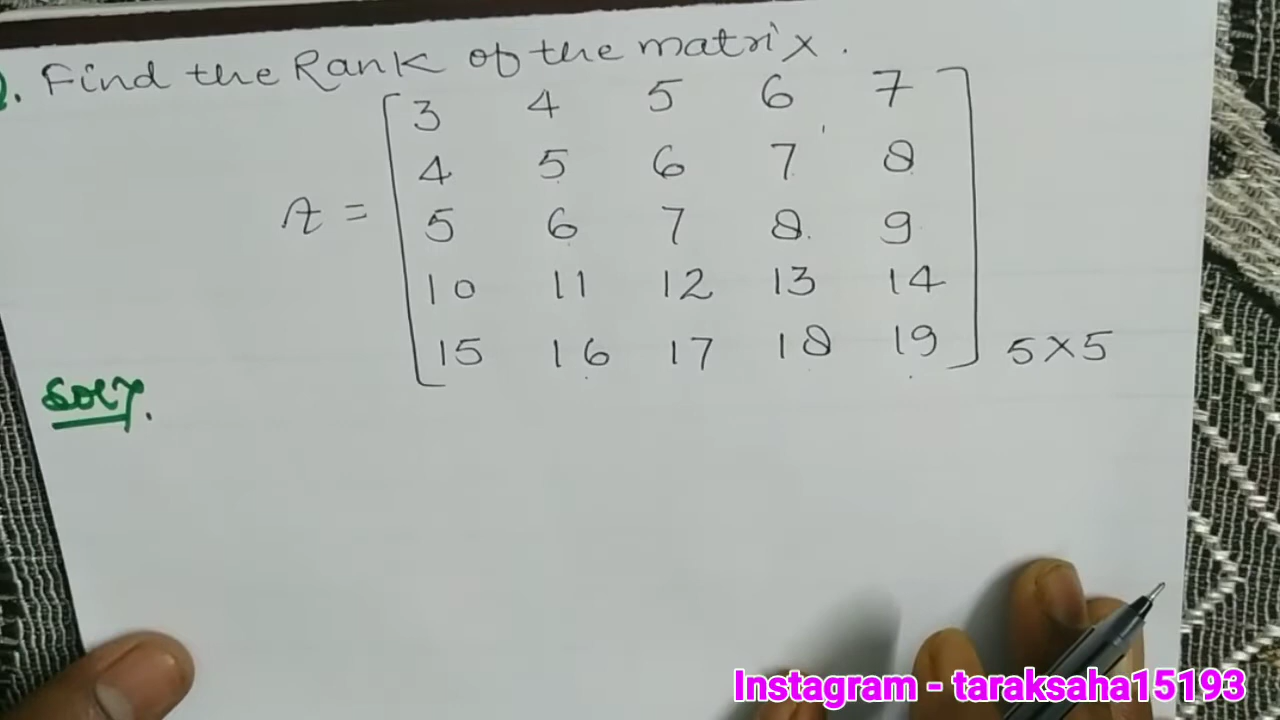 Q. Find the Rank of the matrix.
A = [3 4 5 6 7
4 5 6 7 8
5 6 7 8 9
10 11 12 13 14
15 16 17 18 19] 5×5
Soln.
Instagram - taraksaha15193